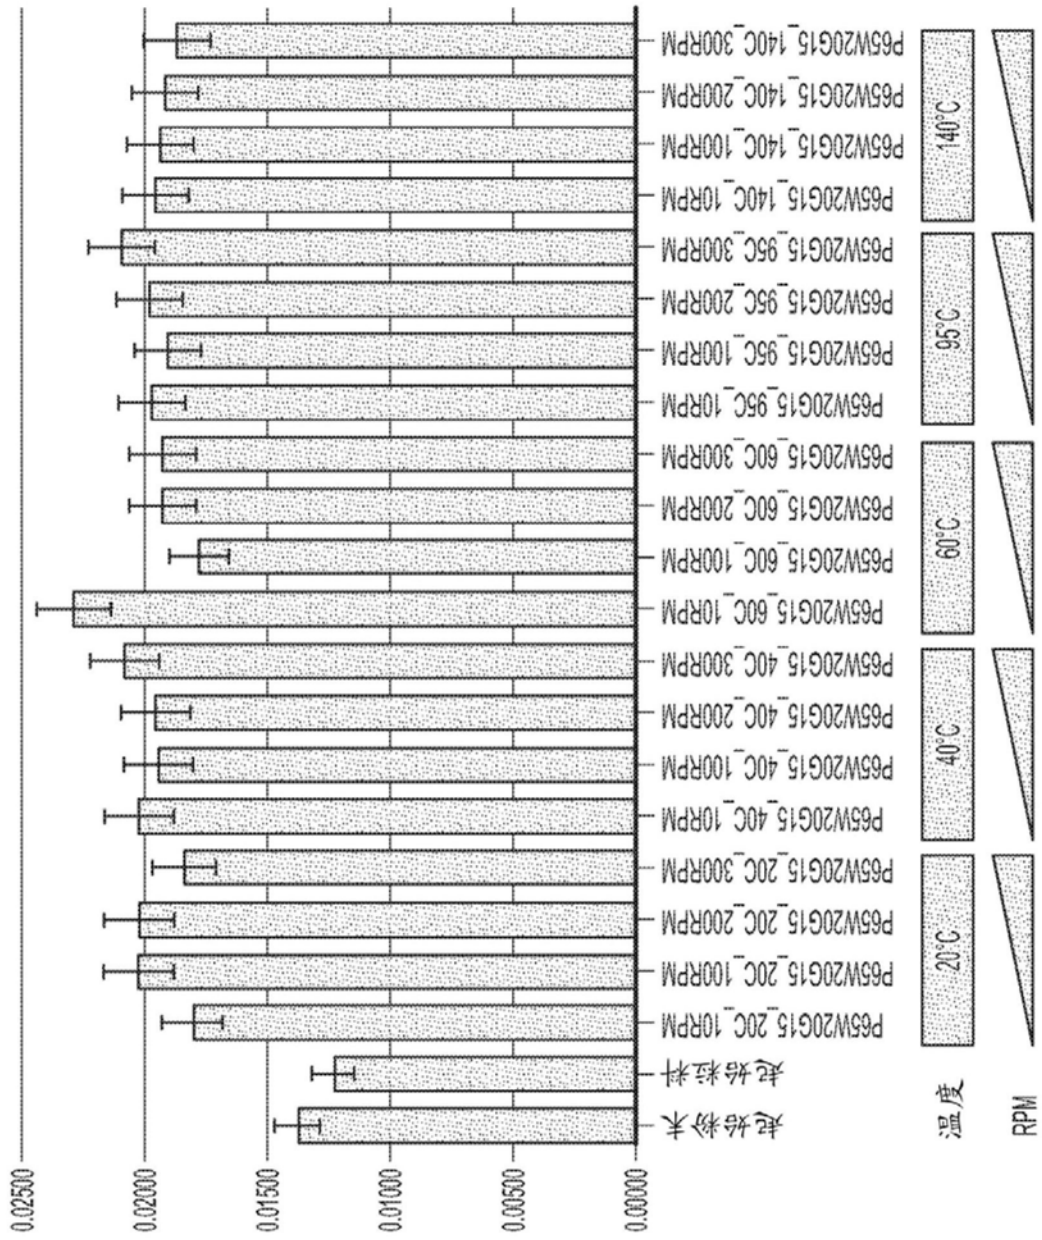 0.02500
0.02000
0.01500
0.01000
0.00500
0.00000
起始粉末
起始粒料
P65W20G15_20C_10RPM
P65W20G15_20C_100RPM
P65W20G15_20C_200RPM
P65W20G15_20C_300RPM
P65W20G15_40C_10RPM
P65W20G15_40C_100RPM
P65W20G15_40C_200RPM
P65W20G15_40C_300RPM
P65W20G15_60C_10RPM
P65W20G15_60C_100RPM
P65W20G15_60C_200RPM
P65W20G15_60C_300RPM
P65W20G15_95C_10RPM
P65W20G15_95C_100RPM
P65W20G15_95C_200RPM
P65W20G15_95C_300RPM
P65W20G15_140C_10RPM
P65W20G15_140C_100RPM
P65W20G15_140C_200RPM
P65W20G15_140C_300RPM
温度
20°C
40°C
60°C
95°C
140°C
RPM